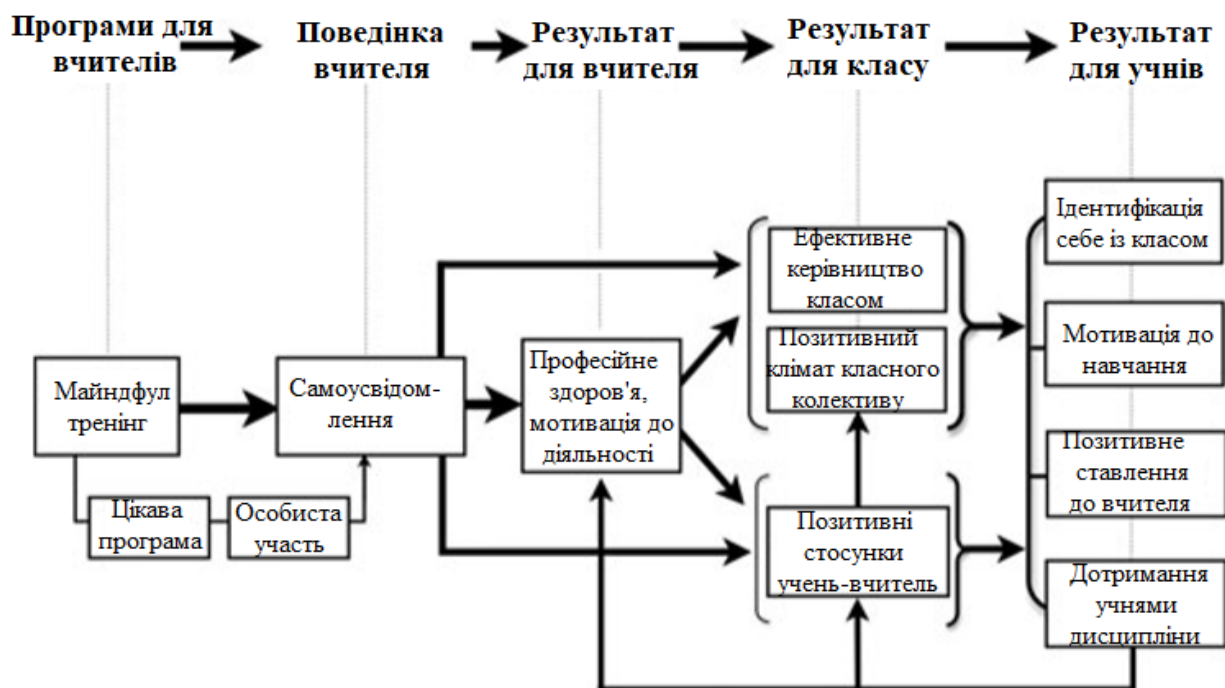 Програми для
вчителів
Поведінка
вчителя
Результат
для вчителя
Результат
для класу
Результат
для учнів
Майндфул
тренінг
Цікава
програма
Особиста
участь
Самоусвідом-
лення
Професійне
здоров'я,
мотивація до
діяльності
Ефективне
керівництво
класом
Позитивний
клімат класного
колективу
Позитивні
стосунки
учень-вчитель
Ідентифікація
себе із класом
Мотивація до
навчання
Позитивне
ставлення
до вчителя
Дотримання
учнями
дисципліни